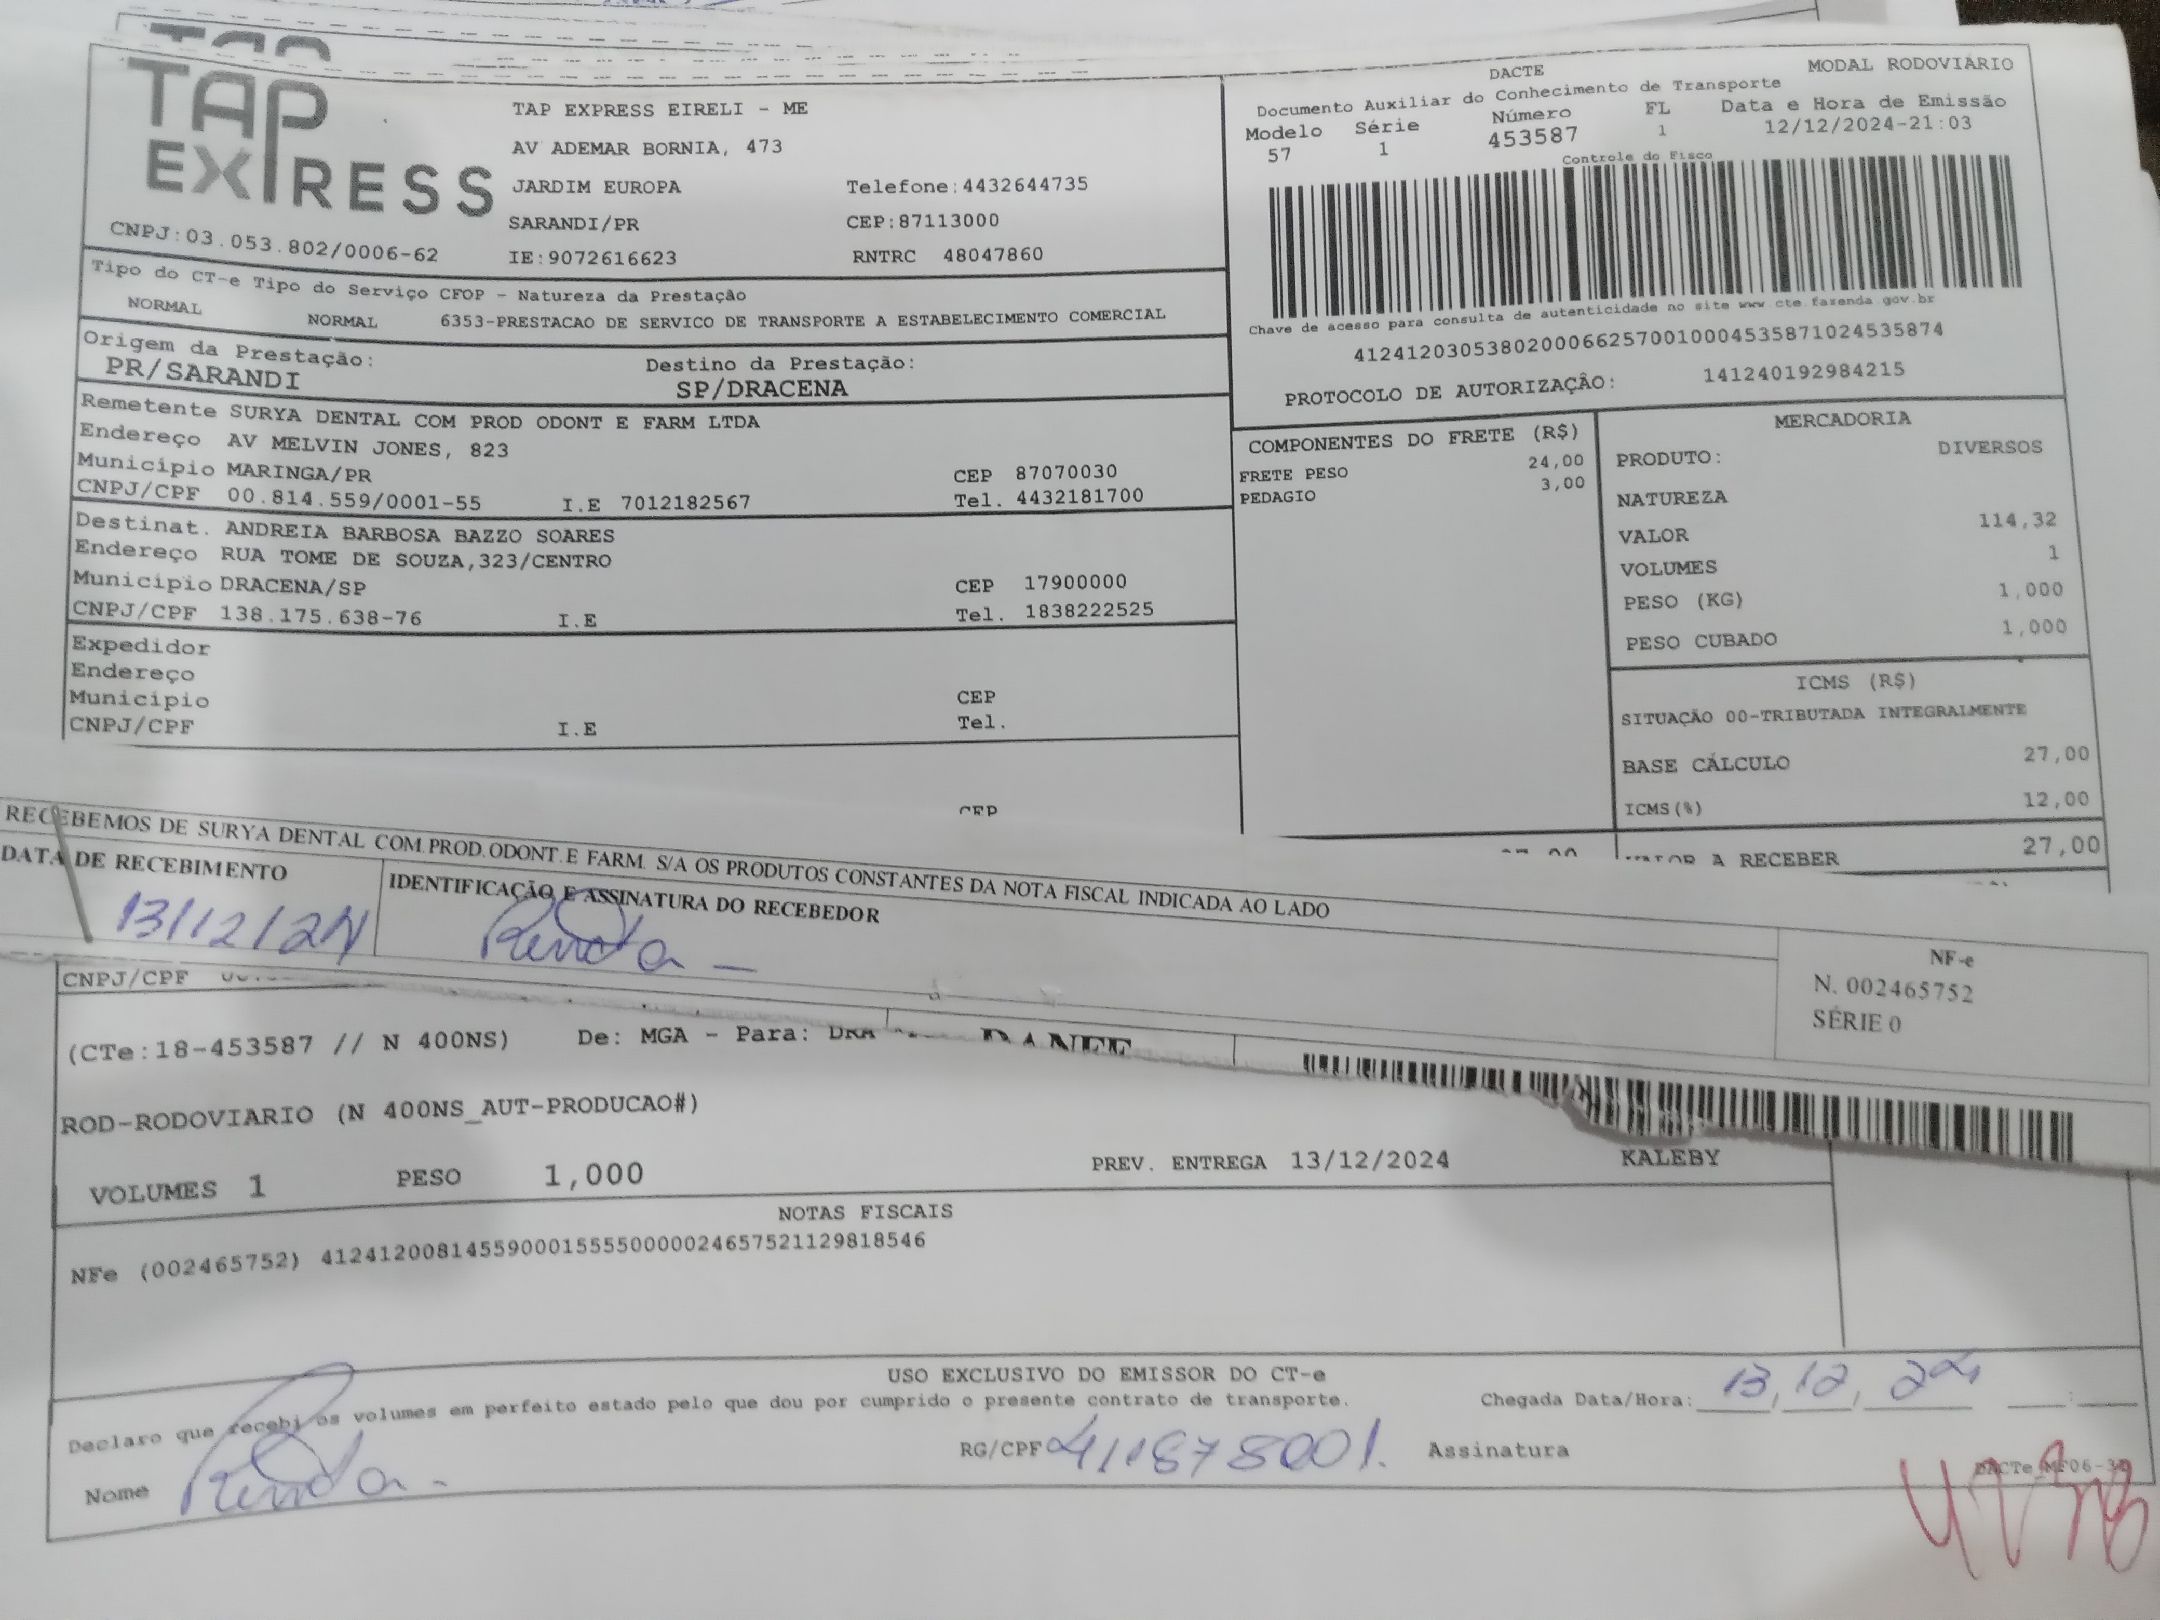 TAP
EXPRESS
CNPJ:03.053.802/0006-62
TAP EXPRESS EIRELI - ME
AV ADEMAR BORNIA, 473
JARDIM EUROPA Telefone:4432644735
SARANDI/PR CEP:87113000
IE:9072616623 RNTRC 48047860
DACTE MODAL RODOVIARIO
Documento Auxiliar do Conhecimento de Transporte
Modelo Série Número FL Data e Hora de Emissão
57 1 453587 1 12/12/2024-21:03
Controle do Fisco
Chave de acesso para consulta de autenticidade no site www.cte.fazenda.gov.br
41241203053802000662570010004535871024535874
PROTOCOLO DE AUTORIZAÇÃO: 141240192984215
Tipo do CT-e Tipo do Serviço CFOP - Natureza da Prestação
NORMAL NORMAL 6353-PRESTACAO DE SERVICO DE TRANSPORTE A ESTABELECIMENTO COMERCIAL
Origem da Prestação: Destino da Prestação:
PR/SARANDI SP/DRACENA
Remetente SURYA DENTAL COM PROD ODONT E FARM LTDA
Endereço AV MELVIN JONES, 823
Município MARINGA/PR CEP 87070030
CNPJ/CPF 00.814.559/0001-55 I.E 7012182567 Tel. 4432181700
Destinat. ANDREIA BARBOSA BAZZO SOARES
Endereço RUA TOME DE SOUZA,323/CENTRO
Município DRACENA/SP CEP 17900000
CNPJ/CPF 138.175.638-76 I.E Tel. 1838222525
Expedidor
Endereço
Município CEP
CNPJ/CPF I.E Tel.
CEP
COMPONENTES DO FRETE (R$)
FRETE PESO 24,00
PEDAGIO 3,00
MERCADORIA
PRODUTO: DIVERSOS
NATUREZA
VALOR 114,32
VOLUMES 1
PESO (KG) 1,000
PESO CUBADO 1,000
ICMS (R$)
SITUAÇÃO 00-TRIBUTADA INTEGRALMENTE
BASE CÁLCULO 27,00
ICMS(%) 12,00
VALOR A RECEBER 27,00
RECEBEMOS DE SURYA DENTAL COM.PROD.ODONT.E FARM. S/A OS PRODUTOS CONSTANTES DA NOTA FISCAL INDICADA AO LADO
DATA DE RECEBIMENTO IDENTIFICAÇÃO E ASSINATURA DO RECEBEDOR
13/12/24
NF-e
N. 002465752
SÉRIE 0
CNPJ/CPF
(CTe:18-453587 // N 400NS) De: MGA - Para: DRA
DANFE
ROD-RODOVIARIO (N 400NS_AUT-PRODUCAO#)
VOLUMES 1 PESO 1,000 PREV. ENTREGA 13/12/2024 KALEBY
NOTAS FISCAIS
NFe (002465752) 41241200814559000155550000024657521129818546
USO EXCLUSIVO DO EMISSOR DO CT-e
Declaro que recebi os volumes em perfeito estado pelo que dou por cumprido o presente contrato de transporte. Chegada Data/Hora: 13, 12, 24 :
Nome RG/CPF 411878001. Assinatura